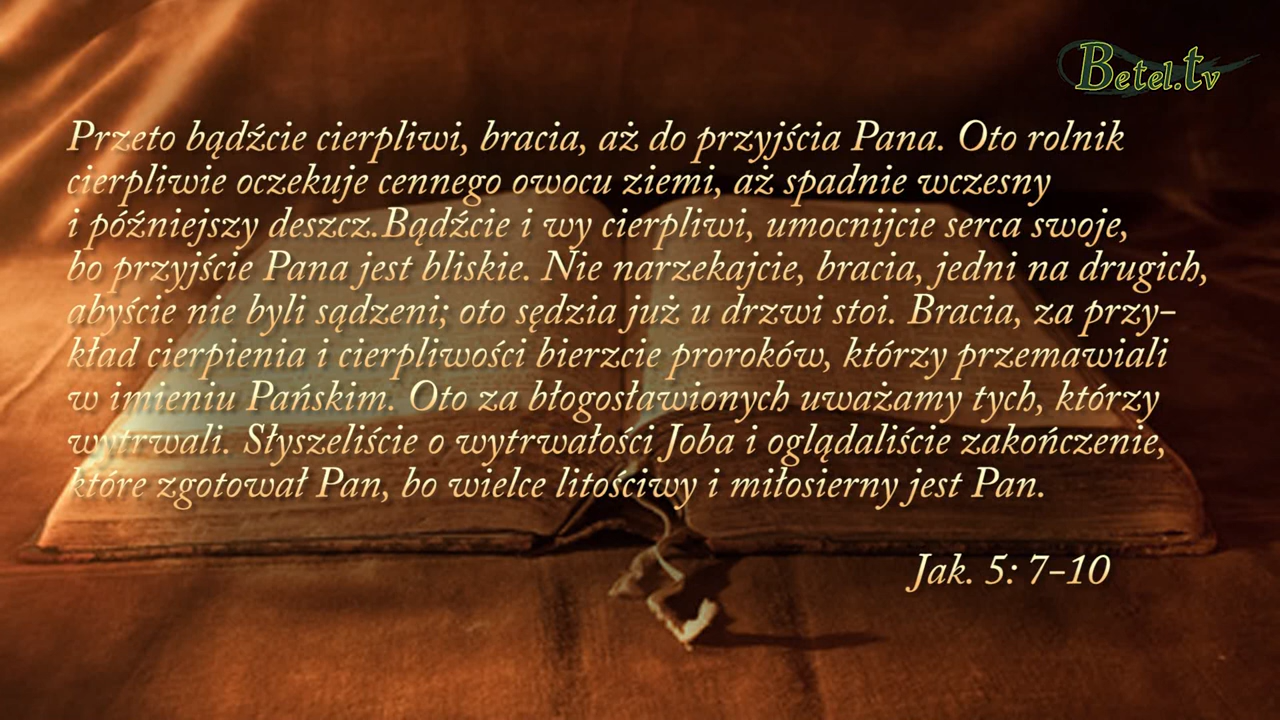 Betel.tv
Przeto bądźcie cierpliwi, bracia, aż do przyjścia Pana. Oto rolnik
cierpliwie oczekuje cennego owocu ziemi, aż spadnie wczesny
i późniejszy deszcz.Bądźcie i wy cierpliwi, umocnijcie serca swoje,
bo przyjście Pana jest bliskie. Nie narzekajcie, bracia, jedni na drugich,
abyście nie byli sądzeni; oto sędzia już u drzwi stoi. Bracia, za przy-
kład cierpienia i cierpliwości bierzcie proroków, którzy przemawiali
w imieniu Pańskim. Oto za błogosławionych uważamy tych, którzy
wytrwali. Słyszeliście o wytrwałości Joba i oglądaliście zakończenie,
które zgotował Pan, bo wielce litościwy i miłosierny jest Pan.
Jak. 5: 7-10